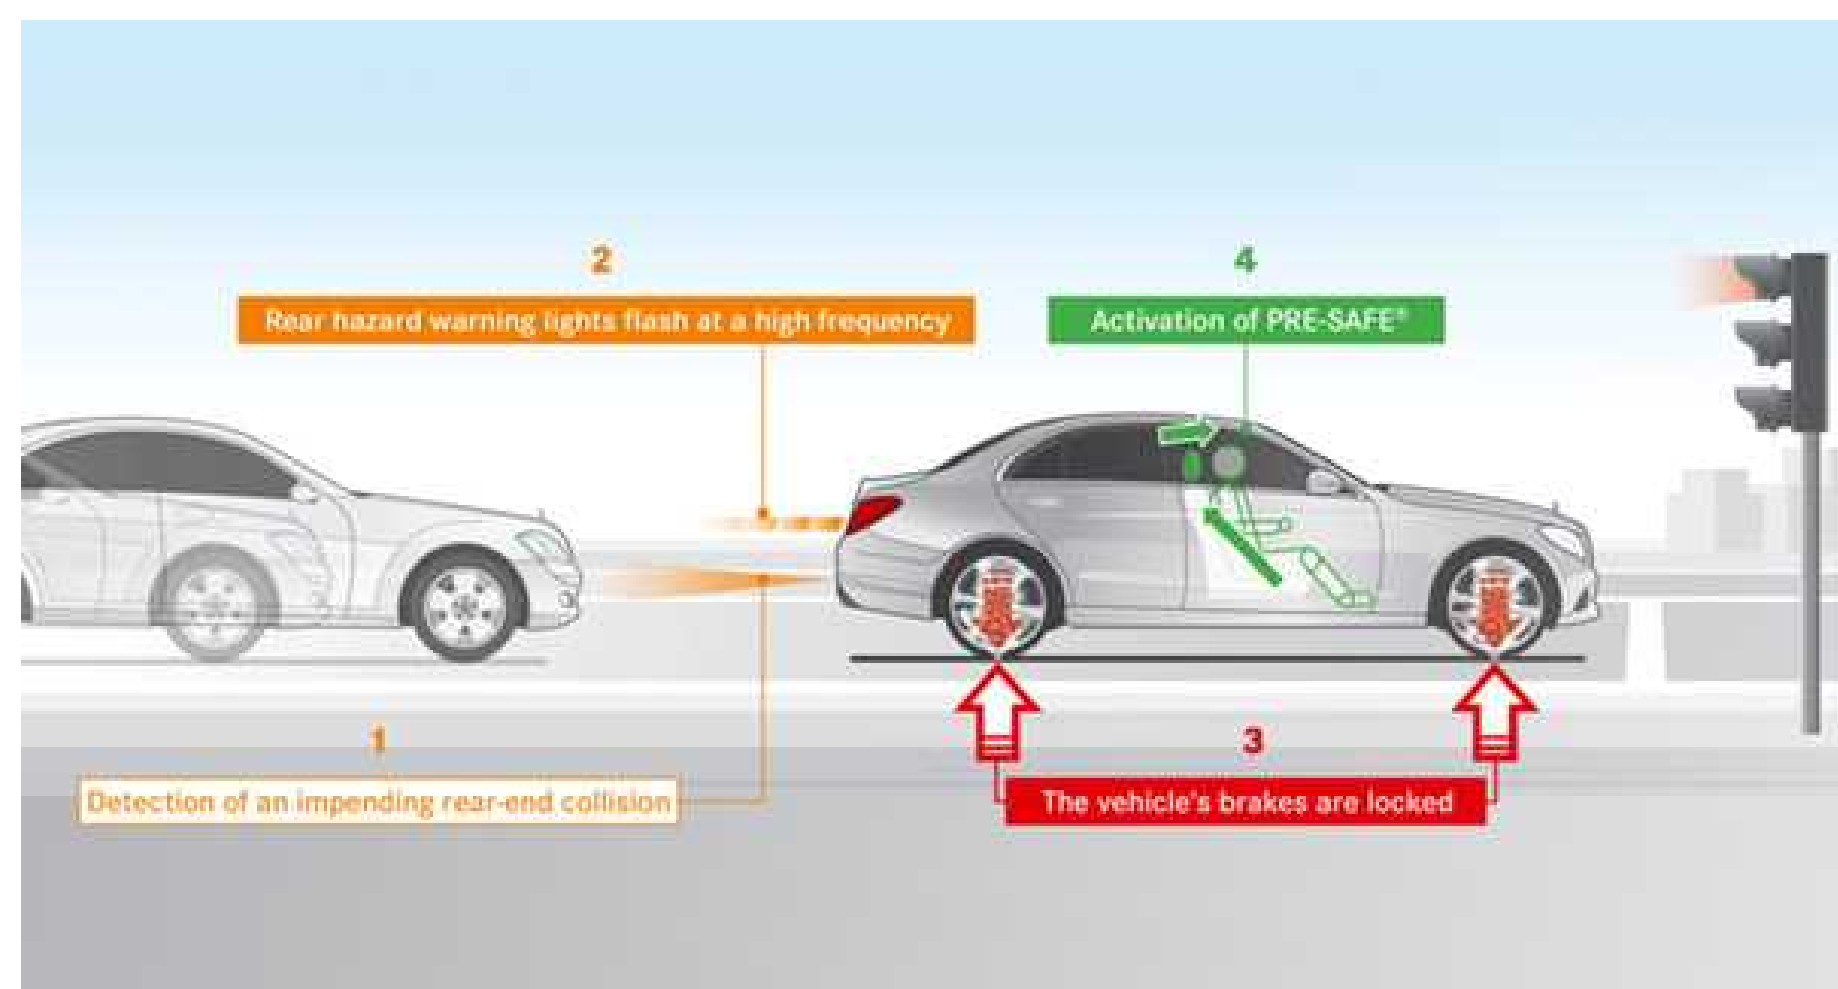 2
Rear hazard warning lights flash at a high frequency
4
Activation of PRE-SAFE®
1
Detection of an impending rear-end collision
3
The vehicle's brakes are locked